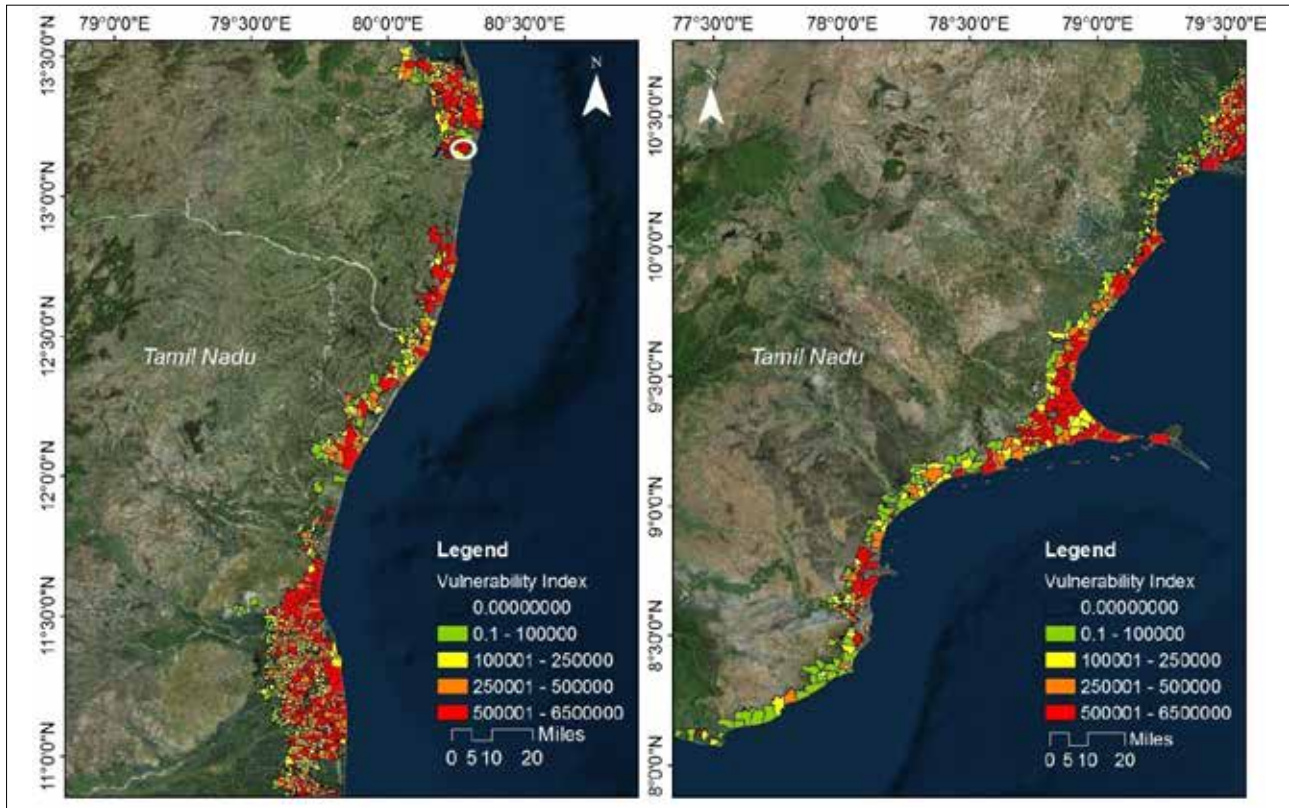 79°0'0"E 79°30'0"E 80°0'0"E 80°30'0"E
13°30'0"N
13°0'0"N
12°30'0"N
12°0'0"N
11°30'0"N
11°0'0"N
N
Tamil Nadu
Legend
Vulnerability Index
0.00000000
0.1 - 100000
100001 - 250000
250001 - 500000
500001 - 6500000
Miles
0 5 10 20
77°30'0"E 78°0'0"E 78°30'0"E 79°0'0"E 79°30'0"E
10°30'0"N
10°0'0"N
9°30'0"N
9°0'0"N
8°30'0"N
8°0'0"N
N
Tamil Nadu
Legend
Vulnerability Index
0.00000000
0.1 - 100000
100001 - 250000
250001 - 500000
500001 - 6500000
Miles
0 5 10 20